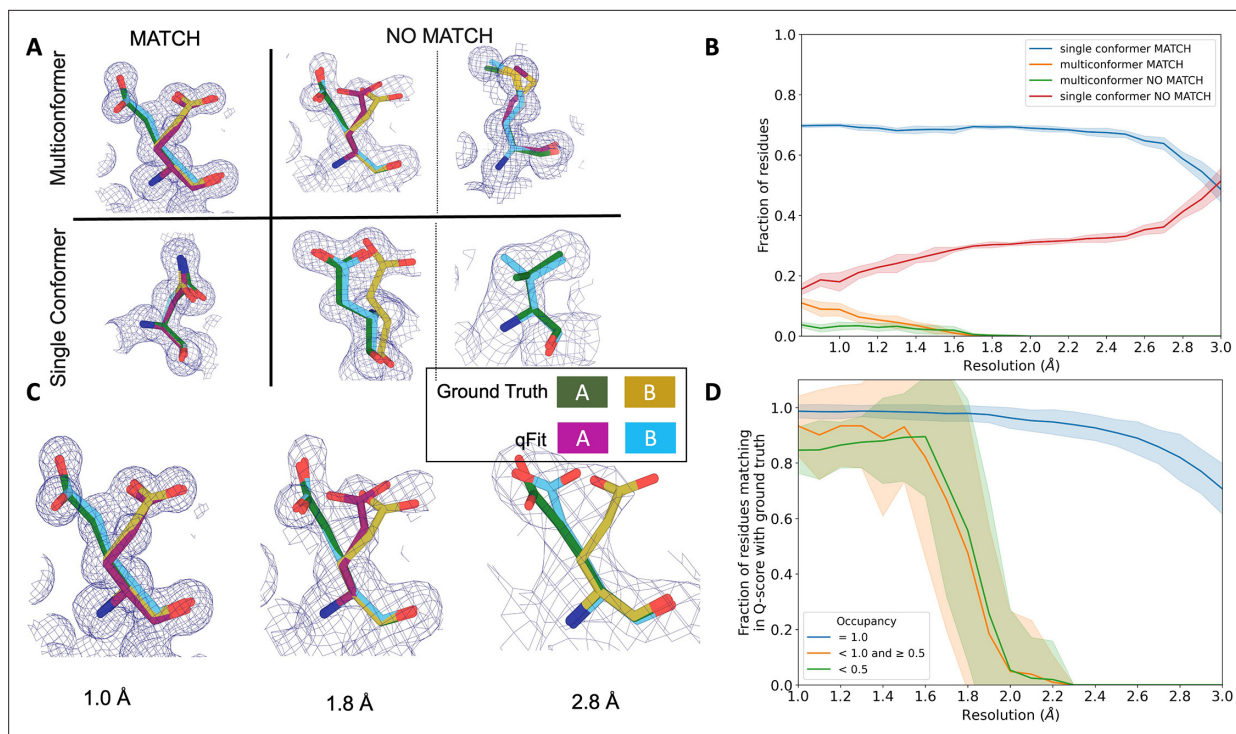 A
MATCH
NO MATCH
Multiconformer
Single Conformer
B
1.0
0.8
0.6
0.4
0.2
0.0
Fraction of residues
single conformer MATCH
multiconformer MATCH
multiconformer NO MATCH
single conformer NO MATCH
1.0 1.2 1.4 1.6 1.8 2.0 2.2 2.4 2.6 2.8 3.0
Resolution (Å)
C
Ground Truth A B
qFit A B
1.0 Å
1.8 Å
2.8 Å
D
1.0
0.8
0.6
0.4
0.2
0.0
Fraction of residues matching
in Q-score with ground truth
Occupancy
= 1.0
< 1.0 and ≥ 0.5
< 0.5
1.0 1.2 1.4 1.6 1.8 2.0 2.2 2.4 2.6 2.8 3.0
Resolution (Å)